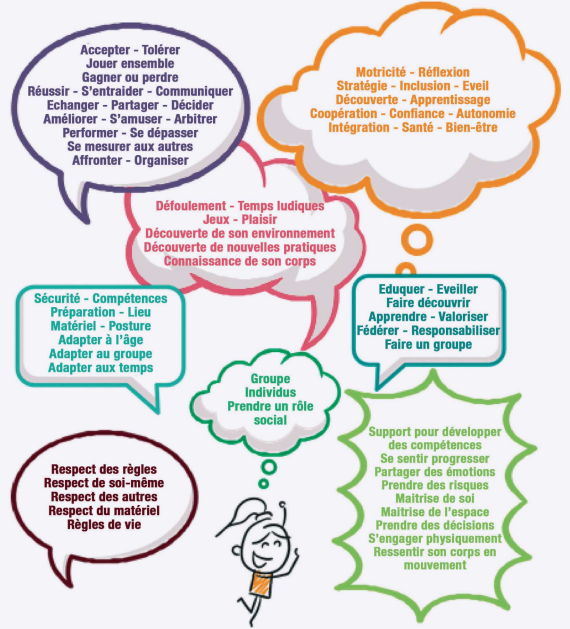 Accepter - Tolérer
Jouer ensemble
Gagner ou perdre
Réussir - S'entraider - Communiquer
Echanger - Partager - Décider
Améliorer - S'amuser - Arbitrer
Performer - Se dépasser
Se mesurer aux autres
Affronter - Organiser
Motricité - Réflexion
Stratégie - Inclusion - Eveil
Découverte - Apprentissage
Coopération - Confiance - Autonomie
Intégration - Santé - Bien-être
Défoulement - Temps ludiques
Jeux - Plaisir
Découverte de son environnement
Découverte de nouvelles pratiques
Connaissance de son corps
Sécurité - Compétences
Préparation - Lieu
Matériel - Posture
Adapter à l'âge
Adapter au groupe
Adapter aux temps
Eduquer - Eveiller
Faire découvrir
Apprendre - Valoriser
Fédérer - Responsabiliser
Faire un groupe
Groupe
Individus
Prendre un rôle
social
Respect des règles
Respect de soi-même
Respect des autres
Respect du matériel
Règles de vie
Support pour développer
des compétences
Se sentir progresser
Partager des émotions
Prendre des risques
Maitrise de soi
Maitrise de l'espace
Prendre des décisions
S'engager physiquement
Ressentir son corps en
mouvement